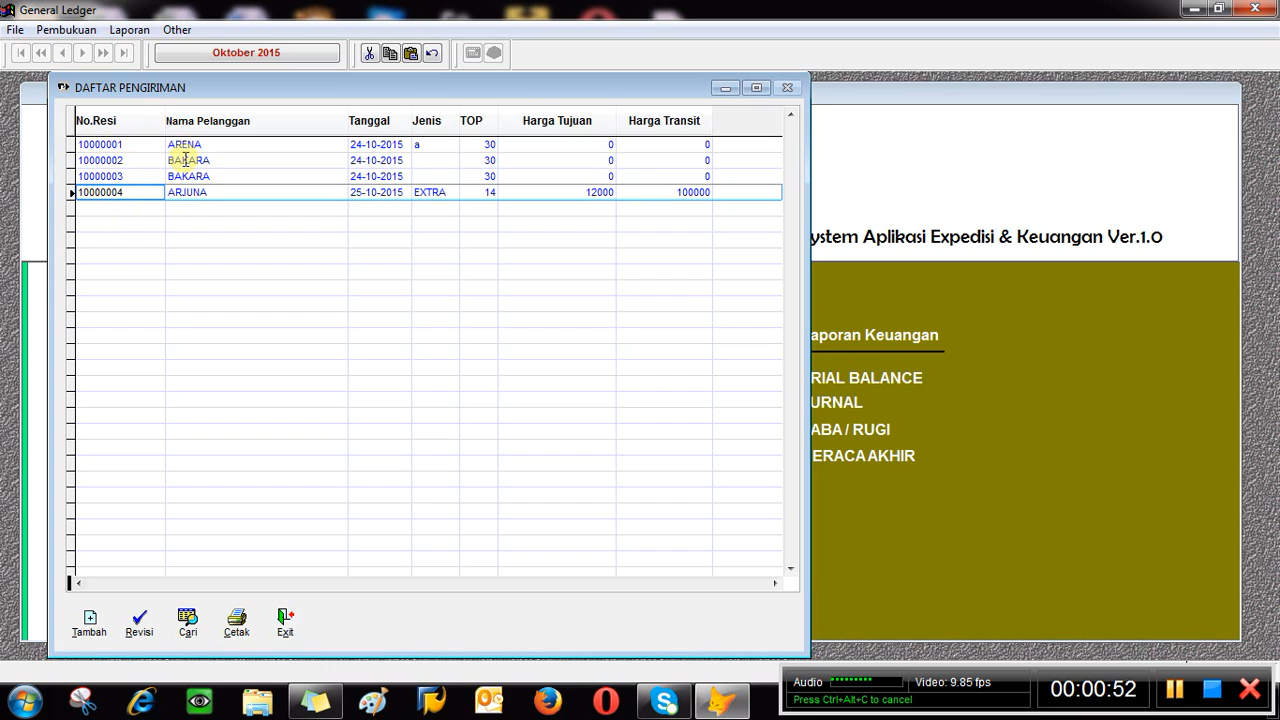 General Ledger
File Pembukuan Laporan Other
Oktober 2015
DAFTAR PENGIRIMAN
No.Resi Nama Pelanggan Tanggal Jenis TOP Harga Tujuan Harga Transit
10000001 ARENA 24-10-2015 a 30 0 0
10000002 BAKARA 24-10-2015 30 0 0
10000003 BAKARA 24-10-2015 30 0 0
10000004 ARJUNA 25-10-2015 EXTRA 14 12000 100000
ystem Aplikasi Expedisi & Keuangan Ver.1.0
aporan Keuangan
RIAL BALANCE
URNAL
ABA / RUGI
ERACA AKHIR
Tambah Revisi Cari Cetak Exit
Audio Video: 9.85 fps
Press Ctrl+Alt+C to cancel
00:00:52